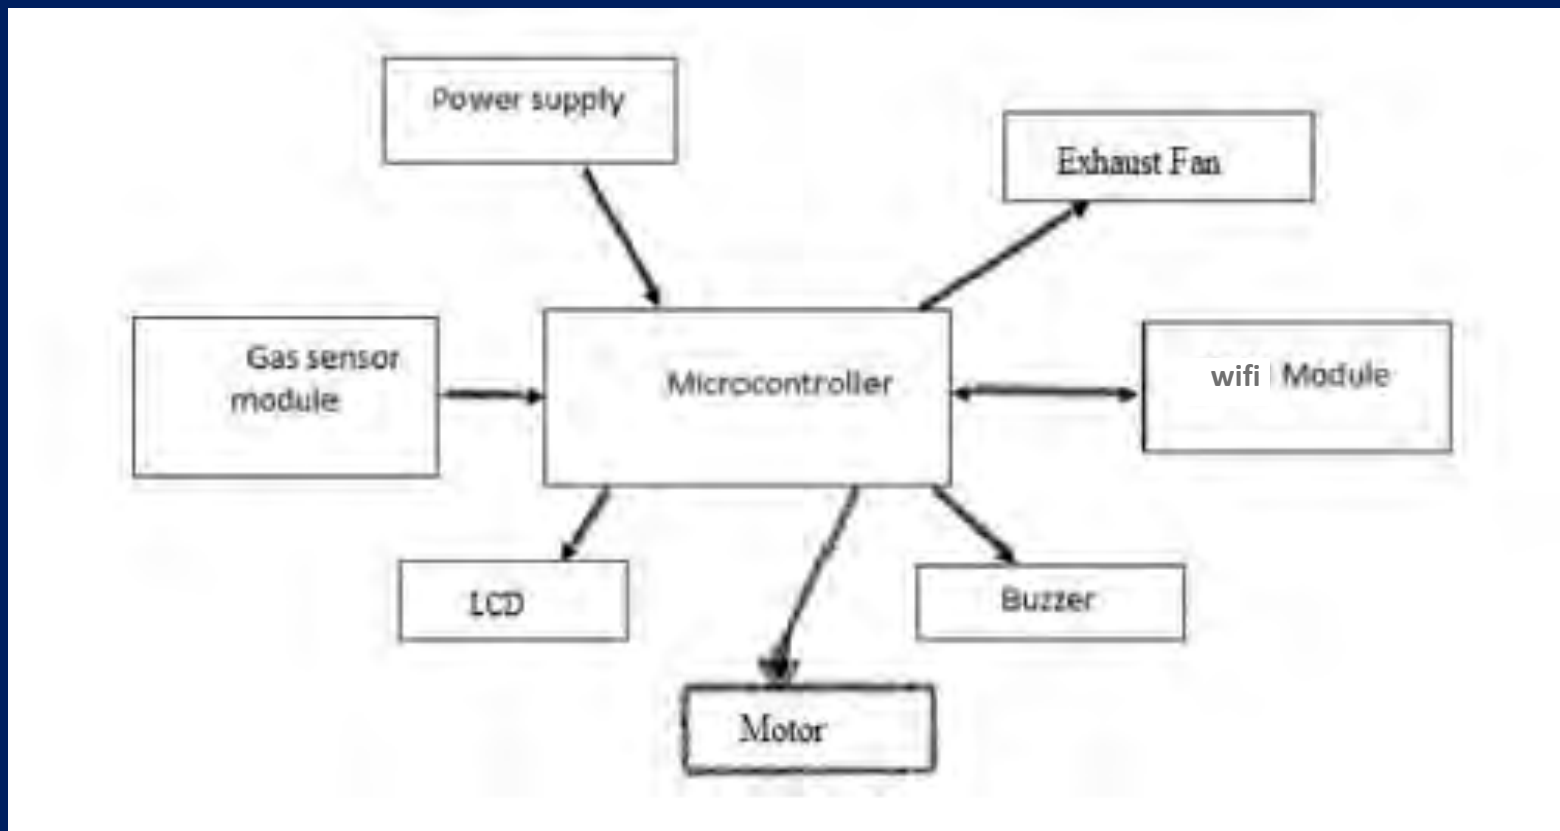 Power supply
Exhaust Fan
Gas sensor
module
Microcontroller
wifi Module
LCD
Buzzer
Motor